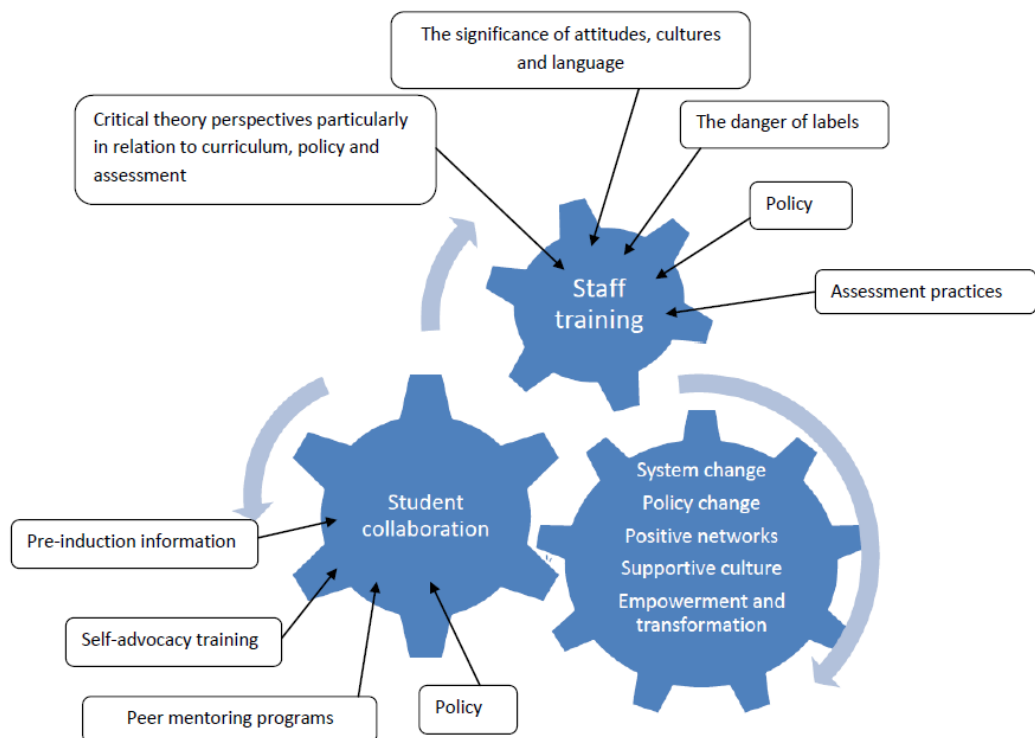 The significance of attitudes, cultures
and language
Critical theory perspectives particularly
in relation to curriculum, policy and
assessment
The danger of labels
Policy
Assessment practices
Staff
training
Student
collaboration
System change
Policy change
Positive networks
Supportive culture
Empowerment and
transformation
Pre-induction information
Self-advocacy training
Peer mentoring programs
Policy